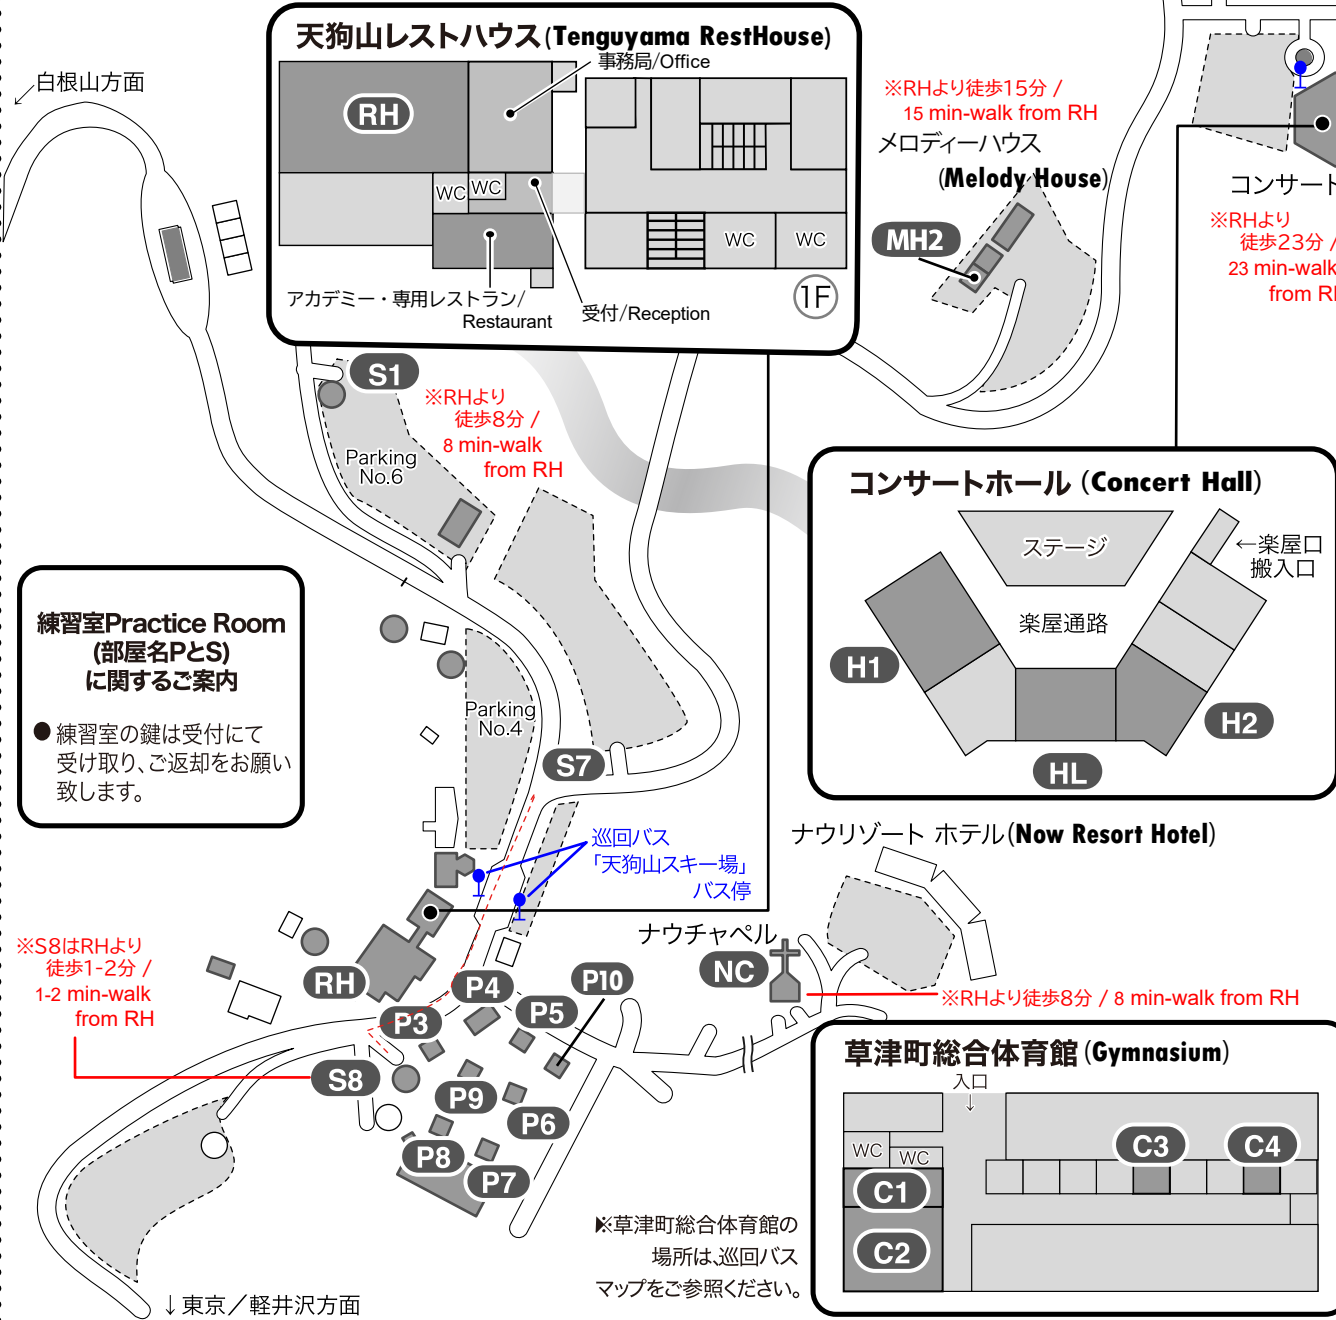 天狗山レストハウス(Tenguyama RestHouse)
事務局/Office
RH
WC
WC
WC
WC
アカデミー・専用レストラン/
Restaurant
受付/Reception
1F
←白根山方面
※RHより徒歩15分 /
15 min-walk from RH
メロディーハウス
(Melody House)
MH2
コンサート
※RHより
徒歩23分 /
23 min-walk
from RH
S1
※RHより
徒歩8分 /
8 min-walk
from RH
Parking
No.6
コンサートホール (Concert Hall)
ステージ
←楽屋口
搬入口
楽屋通路
H1
H2
HL
練習室Practice Room
(部屋名PとS)
に関するご案内
● 練習室の鍵は受付にて
受け取り、ご返却をお願い
致します。
Parking
No.4
S7
巡回バス
「天狗山スキー場」
バス停
ナウリゾート ホテル(Now Resort Hotel)
ナウチャペル
NC
※RHより徒歩8分 / 8 min-walk from RH
※S8はRHより
徒歩1-2分 /
1-2 min-walk
from RH
RH
P4
P10
P3
P5
S8
P9
P6
P8
P7
草津町総合体育館 (Gymnasium)
入口
↓
WC
WC
C1
C2
C3
C4
※草津町総合体育館の
場所は、巡回バス
マップをご参照ください。
↓東京／軽井沢方面